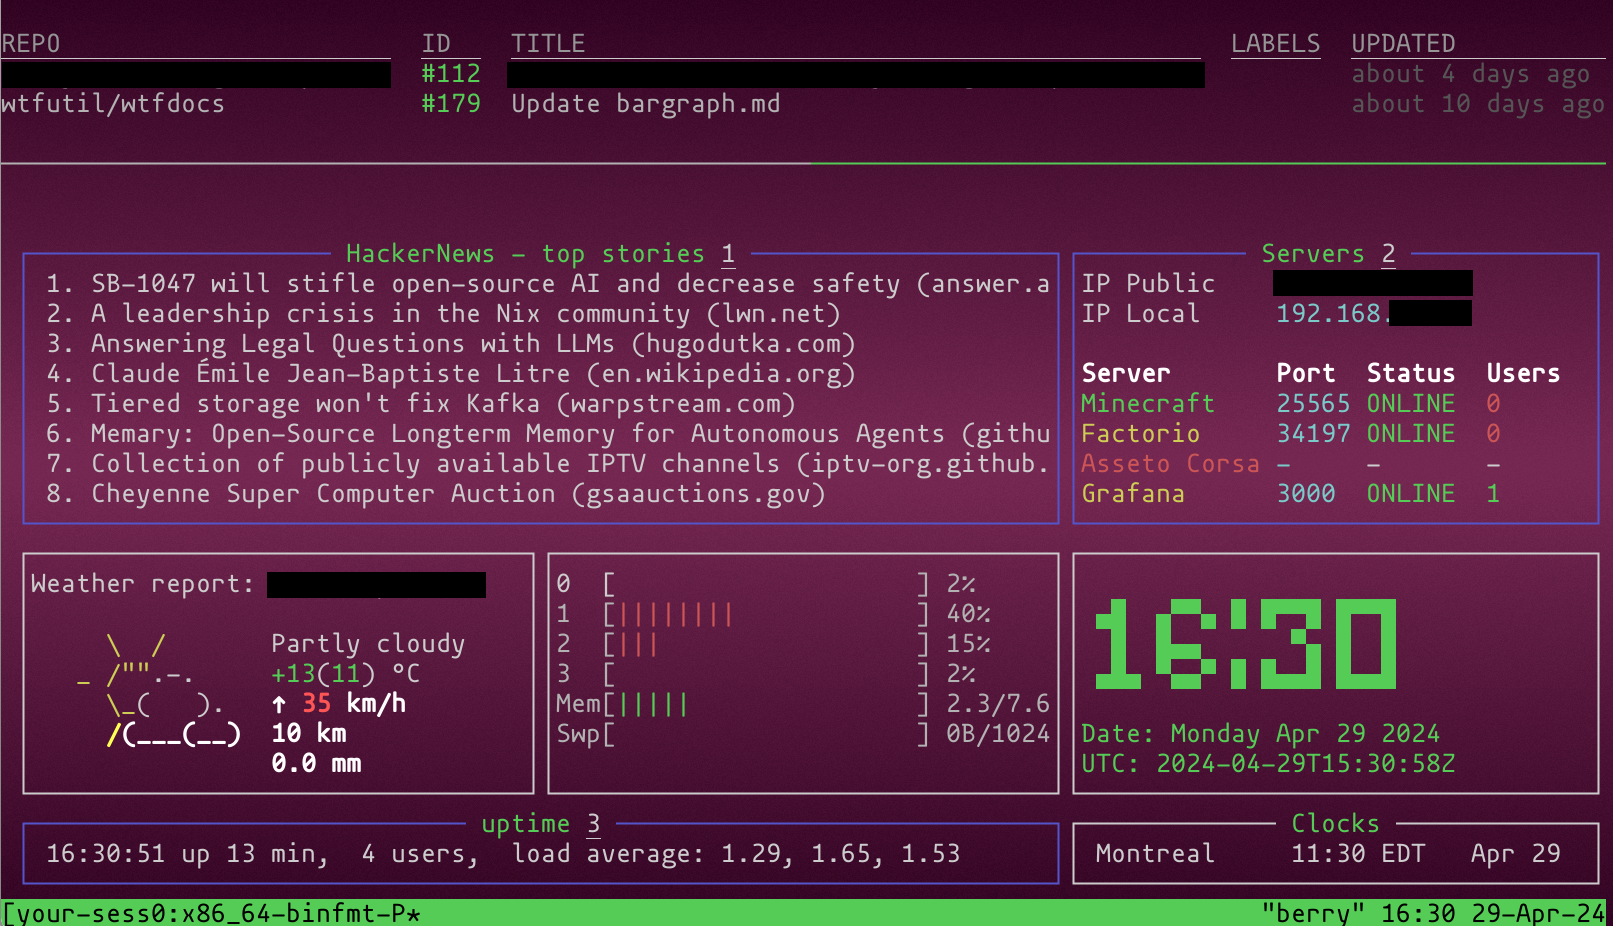 REPO ID TITLE LABELS UPDATED
#112 about 4 days ago
wtfutil/wtfdocs #179 Update bargraph.md about 10 days ago
HackerNews - top stories 1
1. SB-1047 will stifle open-source AI and decrease safety (answer.a
2. A leadership crisis in the Nix community (lwn.net)
3. Answering Legal Questions with LLMs (hugodutka.com)
4. Claude Émile Jean-Baptiste Litre (en.wikipedia.org)
5. Tiered storage won't fix Kafka (warpstream.com)
6. Memary: Open-Source Longterm Memory for Autonomous Agents (githu
7. Collection of publicly available IPTV channels (iptv-org.github.
8. Cheyenne Super Computer Auction (gsaauctions.gov)
Servers 2
IP Public
IP Local 192.168.
Server Port Status Users
Minecraft 25565 ONLINE 0
Factorio 34197 ONLINE 0
Asseto Corsa - - -
Grafana 3000 ONLINE 1
Weather report:
\ / Partly cloudy
_ /"".-. +13(11) °C
\_( ). ↑ 35 km/h
/(___(__) 10 km
0.0 mm
0 [ ] 2%
1 [|||||||| ] 40%
2 [||| ] 15%
3 [ ] 2%
Mem[||||| ] 2.3/7.6
Swp[ ] 0B/1024
16:30
Date: Monday Apr 29 2024
UTC: 2024-04-29T15:30:58Z
uptime 3
16:30:51 up 13 min, 4 users, load average: 1.29, 1.65, 1.53
Clocks
Montreal 11:30 EDT Apr 29
[your-sess0:x86_64-binfmt-P* "berry" 16:30 29-Apr-24